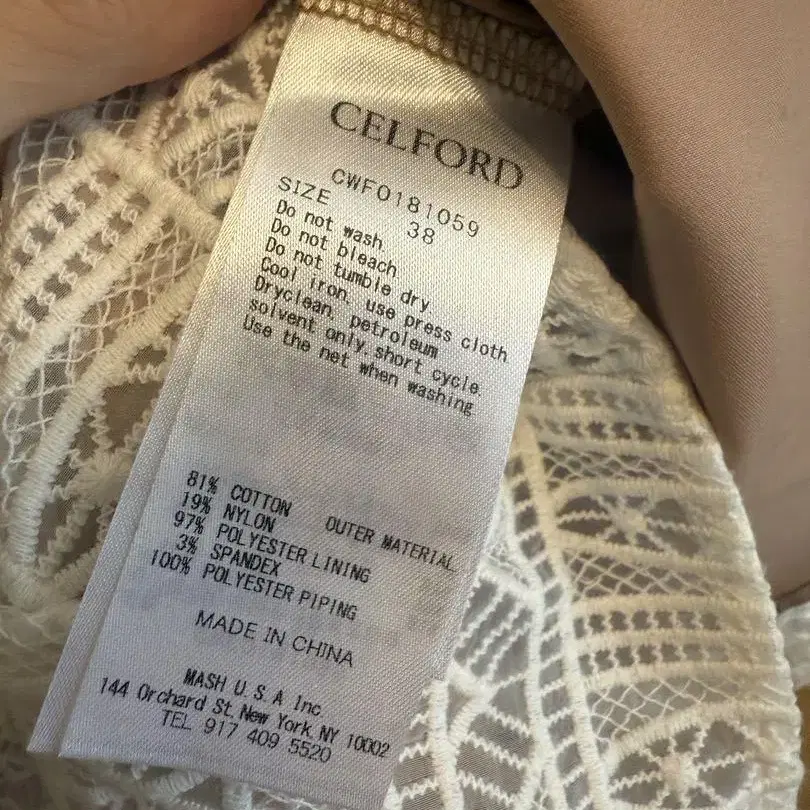 CELFORD
CWFO181059
SIZE 38
Do not wash
Do not bleach
Do not tumble dry
Cool iron. use press cloth
Dryclean. petroleum
solvent only. short cycle.
Use the net when washing
81% COTTON OUTER MATERIAL
19% NYLON
97% POLYESTER LINING
3% SPANDEX
100% POLYESTER PIPING
MADE IN CHINA
MASH U.S.A Inc.
144 Orchard St. New York, NY 10002
TEL 917 409 5520